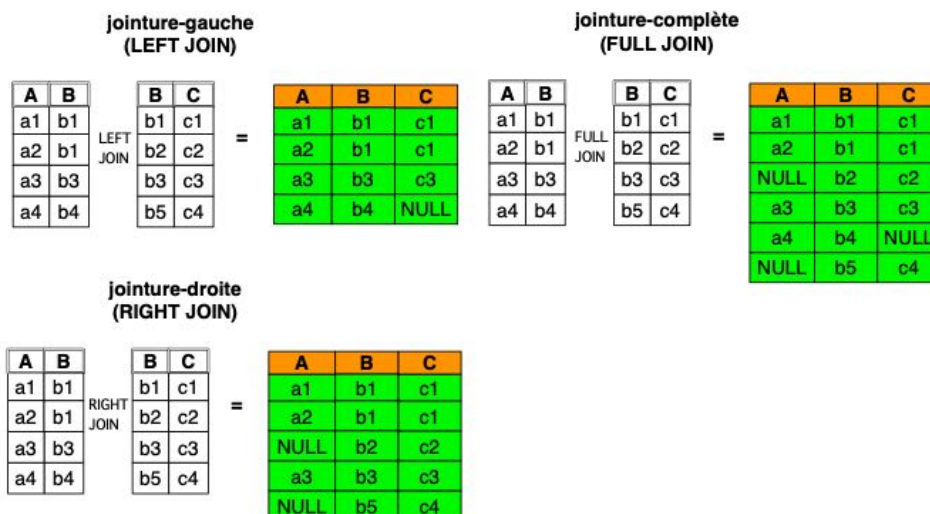 jointure-gauche
(LEFT JOIN)
A B B C A B C
a1 b1 b1 c1 a1 b1 c1
a2 b1 LEFT JOIN b2 c2 = a2 b1 c1
a3 b3 b3 c3 a3 b3 c3
a4 b4 b5 c4 a4 b4 NULL
jointure-complète
(FULL JOIN)
A B B C A B C
a1 b1 b1 c1 a1 b1 c1
a2 b1 FULL JOIN b2 c2 = a2 b1 c1
a3 b3 b3 c3 NULL b2 c2
a4 b4 b5 c4 a3 b3 c3
a4 b4 NULL
NULL b5 c4
jointure-droite
(RIGHT JOIN)
A B B C A B C
a1 b1 b1 c1 a1 b1 c1
a2 b1 RIGHT JOIN b2 c2 = a2 b1 c1
a3 b3 b3 c3 NULL b2 c2
a4 b4 b5 c4 a3 b3 c3
NULL b5 c4